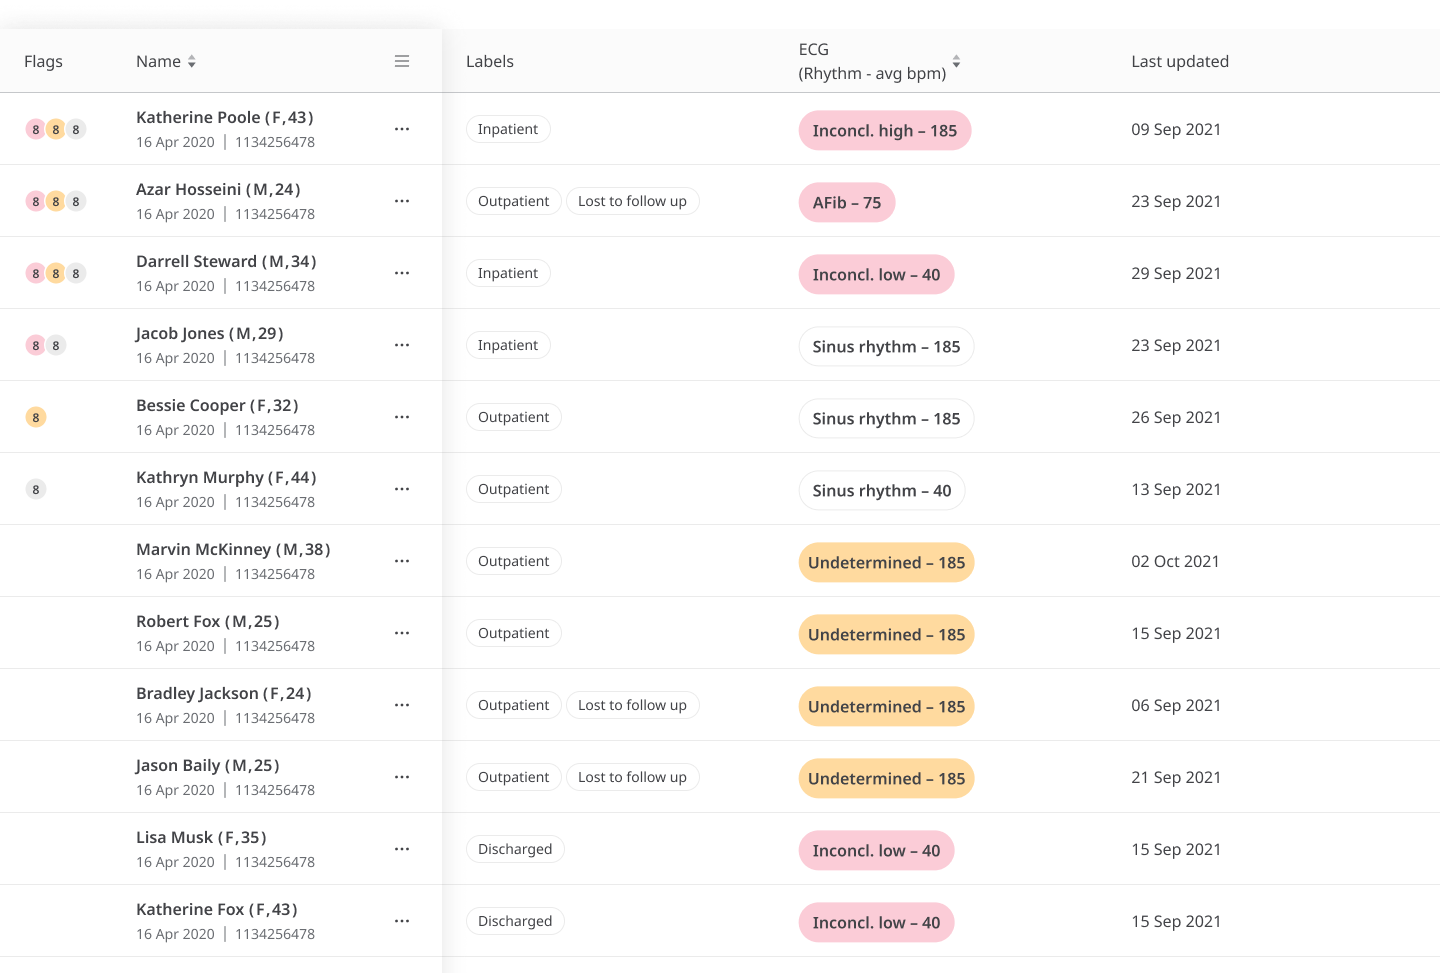 Flags Name Labels ECG (Rhythm - avg bpm) Last updated
8 8 8 Katherine Poole (F,43) Inpatient Inconcl. high – 185 09 Sep 2021
16 Apr 2020 | 1134256478
8 8 8 Azar Hosseini (M,24) Outpatient Lost to follow up AFib – 75 23 Sep 2021
16 Apr 2020 | 1134256478
8 8 8 Darrell Steward (M,34) Inpatient Inconcl. low – 40 29 Sep 2021
16 Apr 2020 | 1134256478
8 8 Jacob Jones (M,29) Inpatient Sinus rhythm – 185 23 Sep 2021
16 Apr 2020 | 1134256478
8 Bessie Cooper (F,32) Outpatient Sinus rhythm – 185 26 Sep 2021
16 Apr 2020 | 1134256478
8 Kathryn Murphy (F,44) Outpatient Sinus rhythm – 40 13 Sep 2021
16 Apr 2020 | 1134256478
Marvin McKinney (M,38) Outpatient Undetermined – 185 02 Oct 2021
16 Apr 2020 | 1134256478
Robert Fox (M,25) Outpatient Undetermined – 185 15 Sep 2021
16 Apr 2020 | 1134256478
Bradley Jackson (F,24) Outpatient Lost to follow up Undetermined – 185 06 Sep 2021
16 Apr 2020 | 1134256478
Jason Baily (M,25) Outpatient Lost to follow up Undetermined – 185 21 Sep 2021
16 Apr 2020 | 1134256478
Lisa Musk (F,35) Discharged Inconcl. low – 40 15 Sep 2021
16 Apr 2020 | 1134256478
Katherine Fox (F,43) Discharged Inconcl. low – 40 15 Sep 2021
16 Apr 2020 | 1134256478